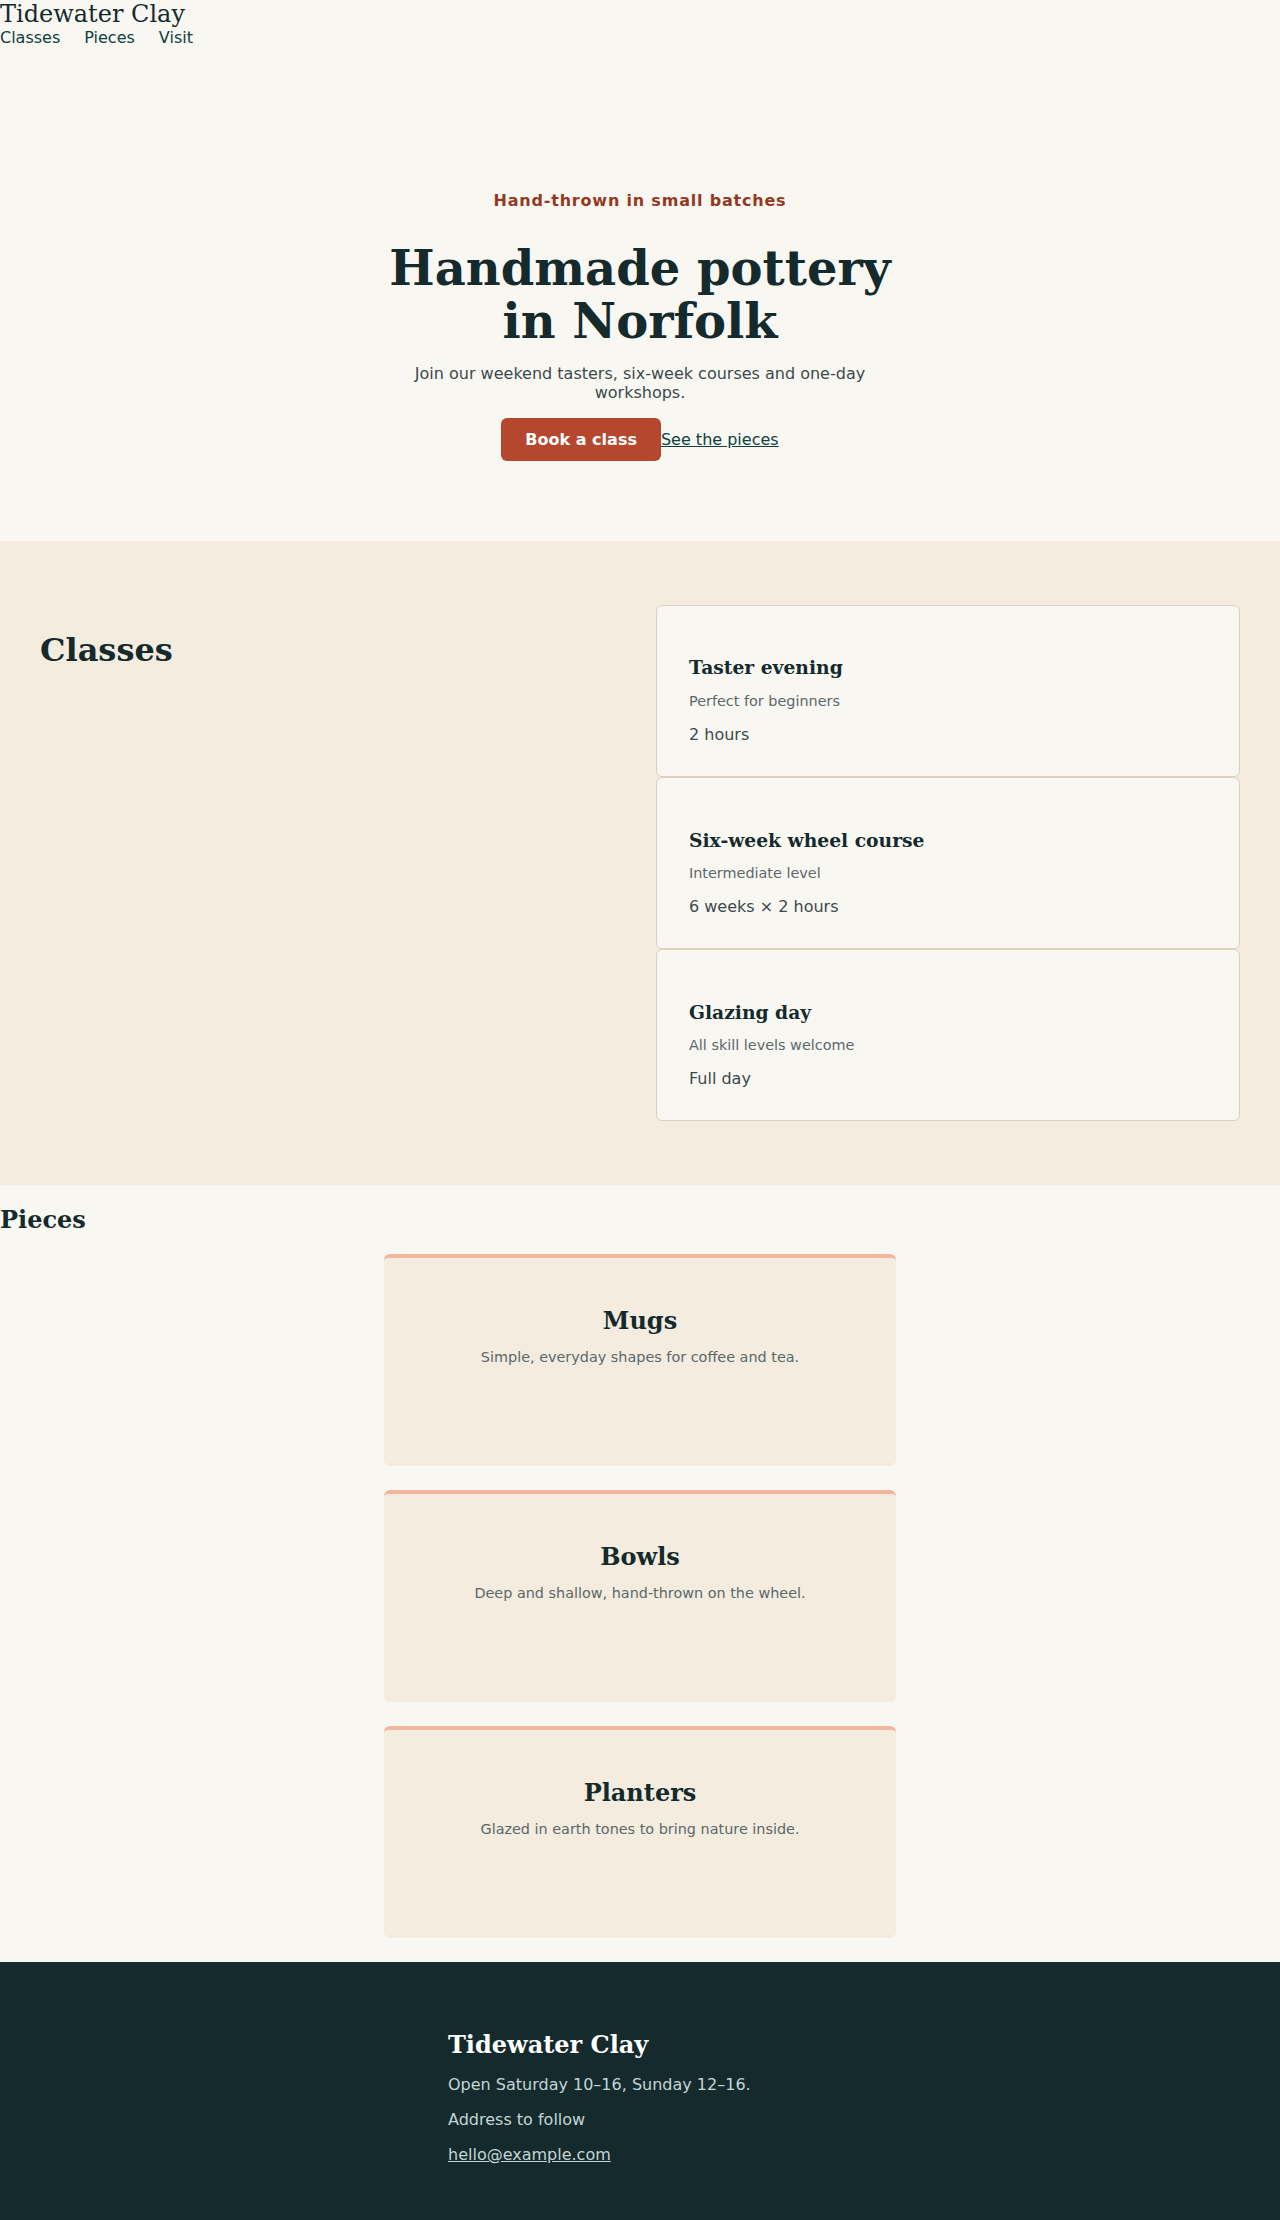 Tidewater Clay
Classes Pieces Visit
Hand-thrown in small batches
Handmade pottery
in Norfolk
Join our weekend tasters, six-week courses and one-day
workshops.
Book a class See the pieces
Classes
Taster evening
Perfect for beginners
2 hours
Six-week wheel course
Intermediate level
6 weeks × 2 hours
Glazing day
All skill levels welcome
Full day
Pieces
Mugs
Simple, everyday shapes for coffee and tea.
Bowls
Deep and shallow, hand-thrown on the wheel.
Planters
Glazed in earth tones to bring nature inside.
Tidewater Clay
Open Saturday 10–16, Sunday 12–16.
Address to follow
hello@example.com